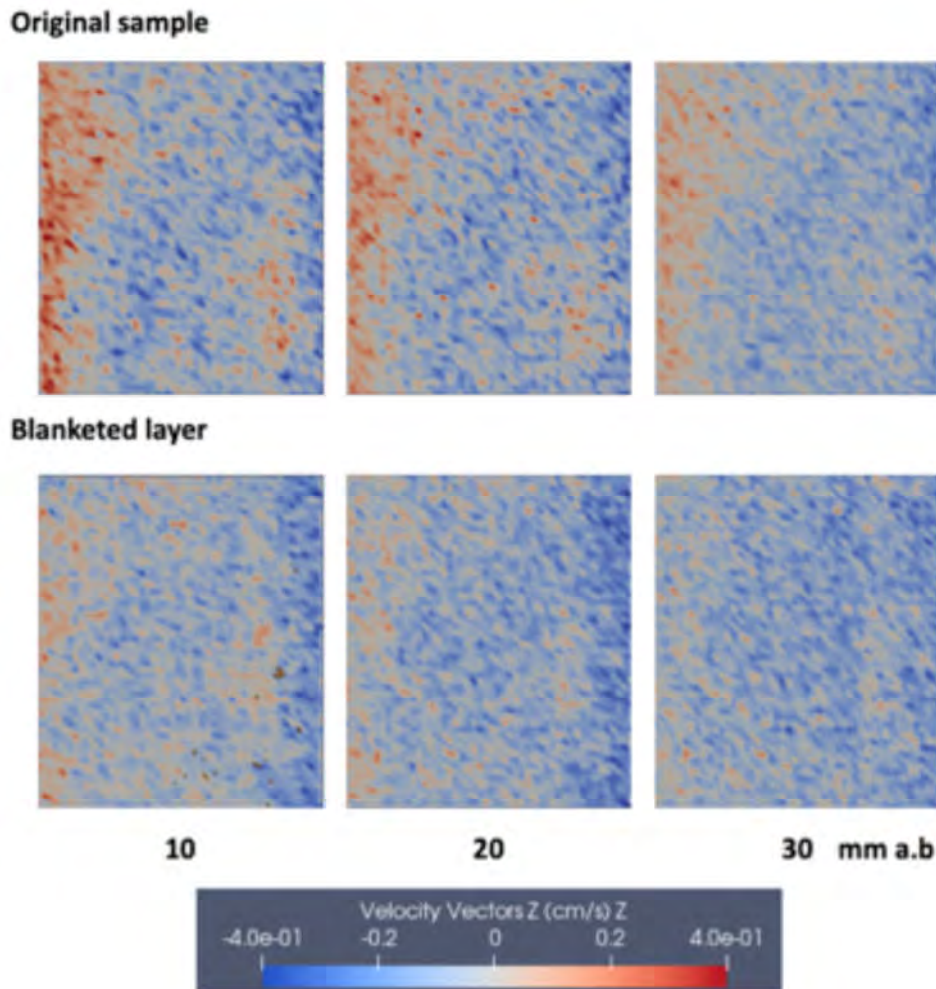 Original sample
Blanketed layer
10 20 30 mm a.b
Velocity Vectors Z (cm/s) Z
-4.0e-01 -0.2 0 0.2 4.0e-01